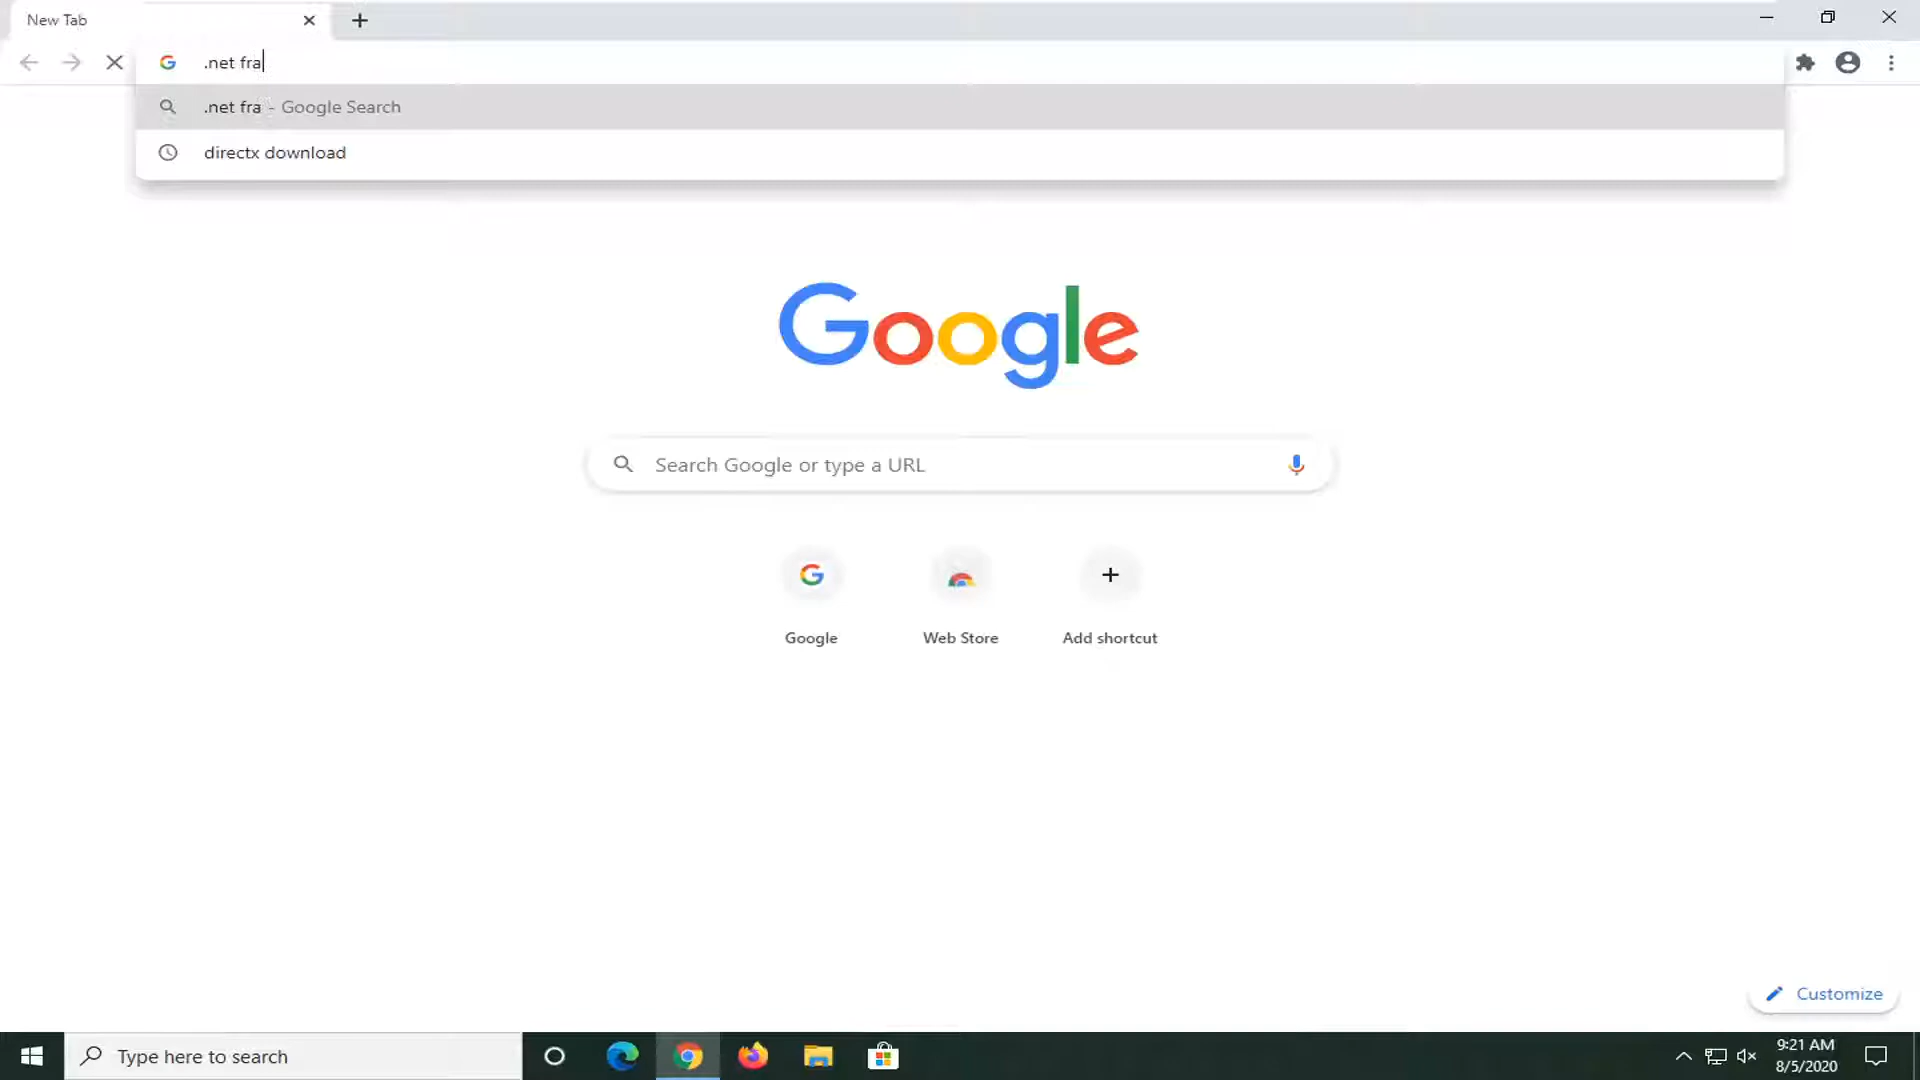 New Tab
.net fra
.net fra - Google Search
directx download
Google
Search Google or type a URL
Google
Web Store
Add shortcut
Customize
Type here to search
9:21 AM
8/5/2020